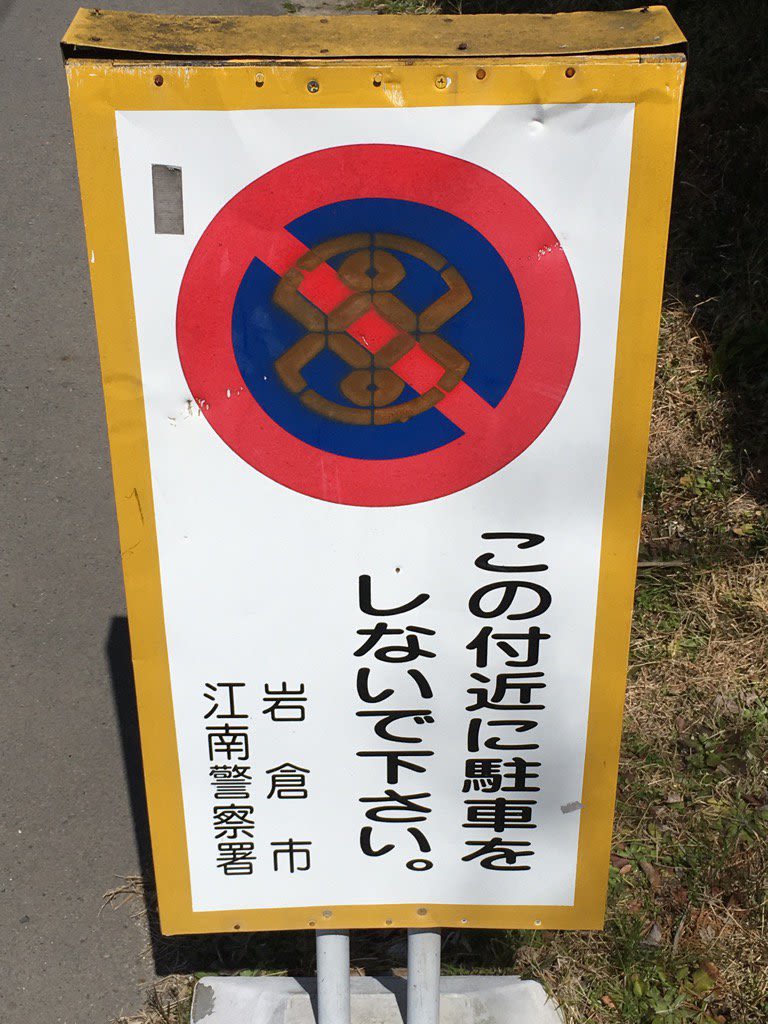 この付近に駐車を
しないで下さい。
岩倉市
江南警察署